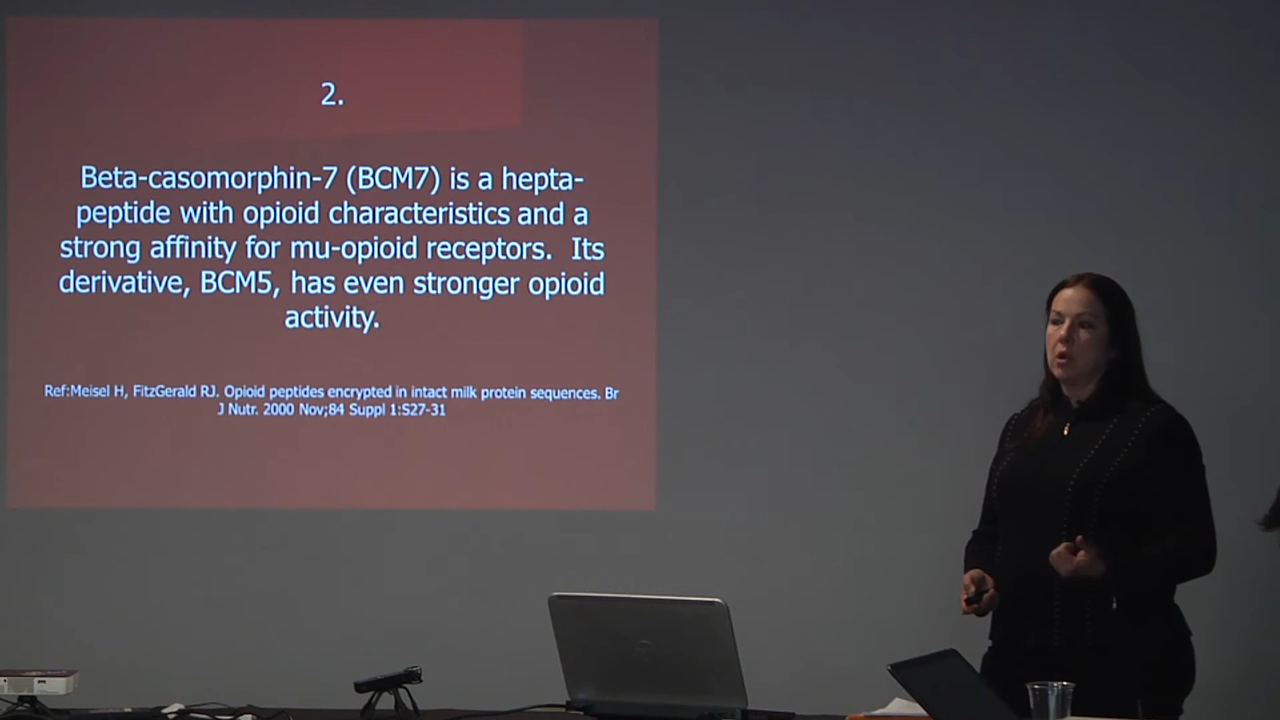 2.
Beta-casomorphin-7 (BCM7) is a hepta-
peptide with opioid characteristics and a
strong affinity for mu-opioid receptors.  Its
derivative, BCM5, has even stronger opioid
activity.
Ref:Meisel H, FitzGerald RJ. Opioid peptides encrypted in intact milk protein sequences. Br
J Nutr. 2000 Nov;84 Suppl 1:S27-31